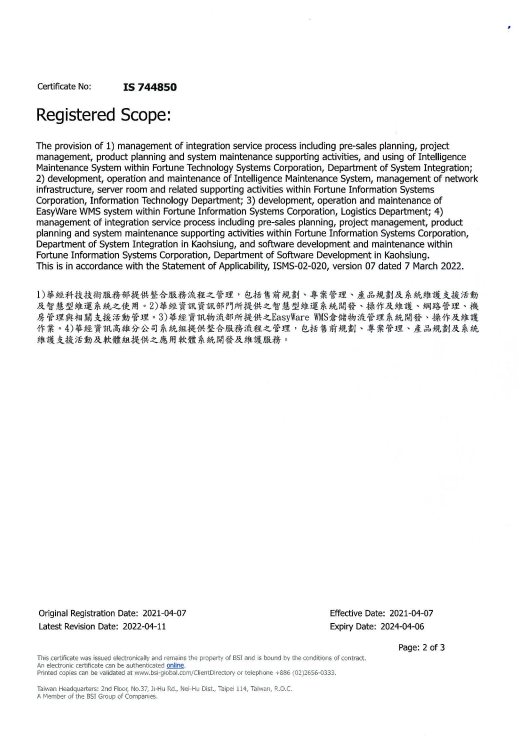 Certificate No: IS 744850
Registered Scope:
The provision of 1) management of integration service process including pre-sales planning, project
management, product planning and system maintenance supporting activities, and using of Intelligence
Maintenance System within Fortune Technology Systems Corporation, Department of System Integration;
2) development, operation and maintenance of Intelligence Maintenance System, management of network
infrastructure, server room and related supporting activities within Fortune Information Systems
Corporation, Information Technology Department; 3) development, operation and maintenance of
EasyWare WMS system within Fortune Information Systems Corporation, Logistics Department; 4)
management of integration service process including pre-sales planning, project management, product
planning and system maintenance supporting activities within Fortune Information Systems Corporation,
Department of System Integration in Kaohsiung, and software development and maintenance within
Fortune Information Systems Corporation, Department of Software Development in Kaohsiung.
This is in accordance with the Statement of Applicability, ISMS-02-020, version 07 dated 7 March 2022.
1)華經科技技術服務部提供整合服務流程之管理，包括售前規劃、專案管理、產品規劃及系統維護支援活動
及智慧型維運系統之使用。2)華經資訊資訊部門所提供之智慧型維運系統開發、操作及維護、網路管理、機
房管理與相關支援活動管理。3)華經資訊物流部所提供之EasyWare WMS倉儲物流管理系統開發、操作及維護
作業。4)華經資訊高雄分公司系統組提供整合服務流程之管理，包括售前規劃、專案管理、產品規劃及系統
維護支援活動及軟體組提供之應用軟體系統開發及維護服務。
Original Registration Date: 2021-04-07
Effective Date: 2021-04-07
Latest Revision Date: 2022-04-11
Expiry Date: 2024-04-06
Page: 2 of 3
This certificate was issued electronically and remains the property of BSI and is bound by the conditions of contract.
An electronic certificate can be authenticated online.
Printed copies can be validated at www.bsi-global.com/ClientDirectory or telephone +886 (02)2656-0333.
Taiwan Headquarters: 2nd Floor, No.37, Ji-Hu Rd., Nei-Hu Dist., Taipei 114, Taiwan, R.O.C.
A Member of the BSI Group of Companies.